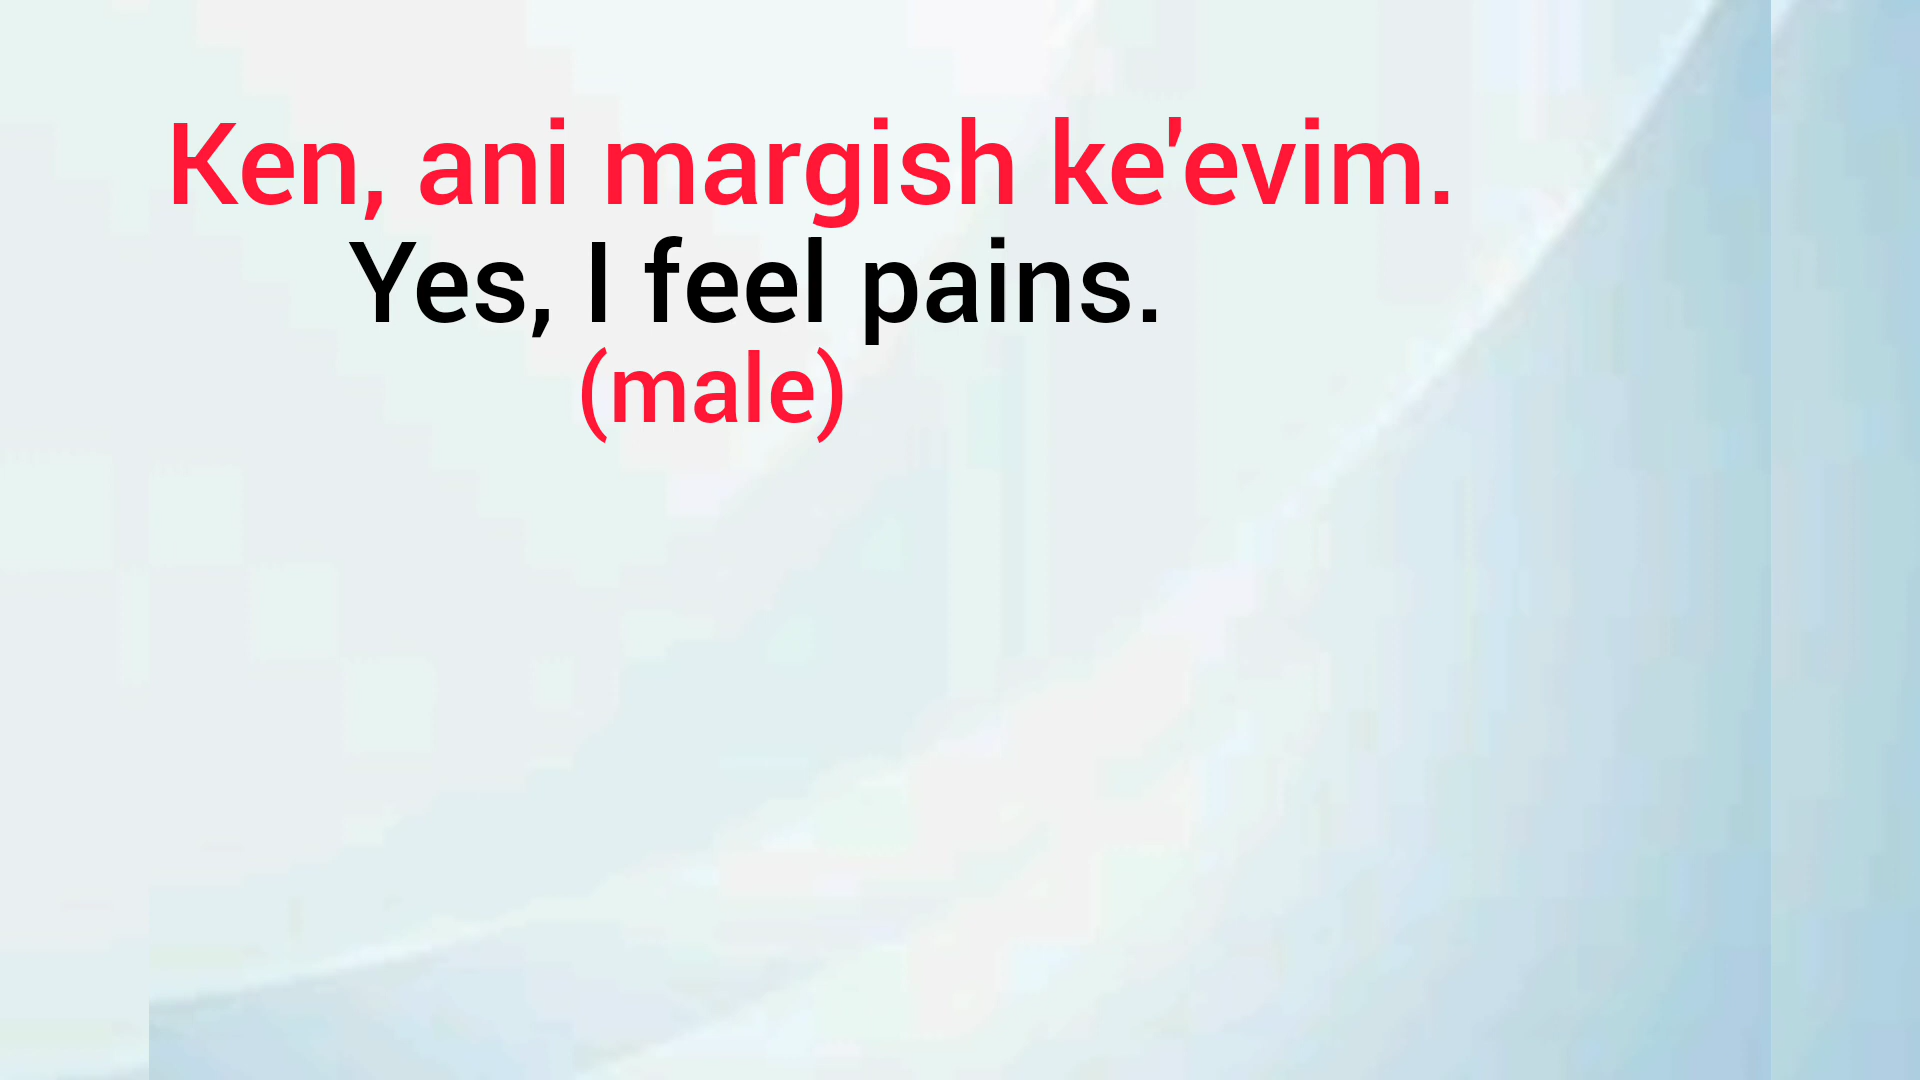 Ken, ani margish ke'evim.
Yes, I feel pains.
(male)